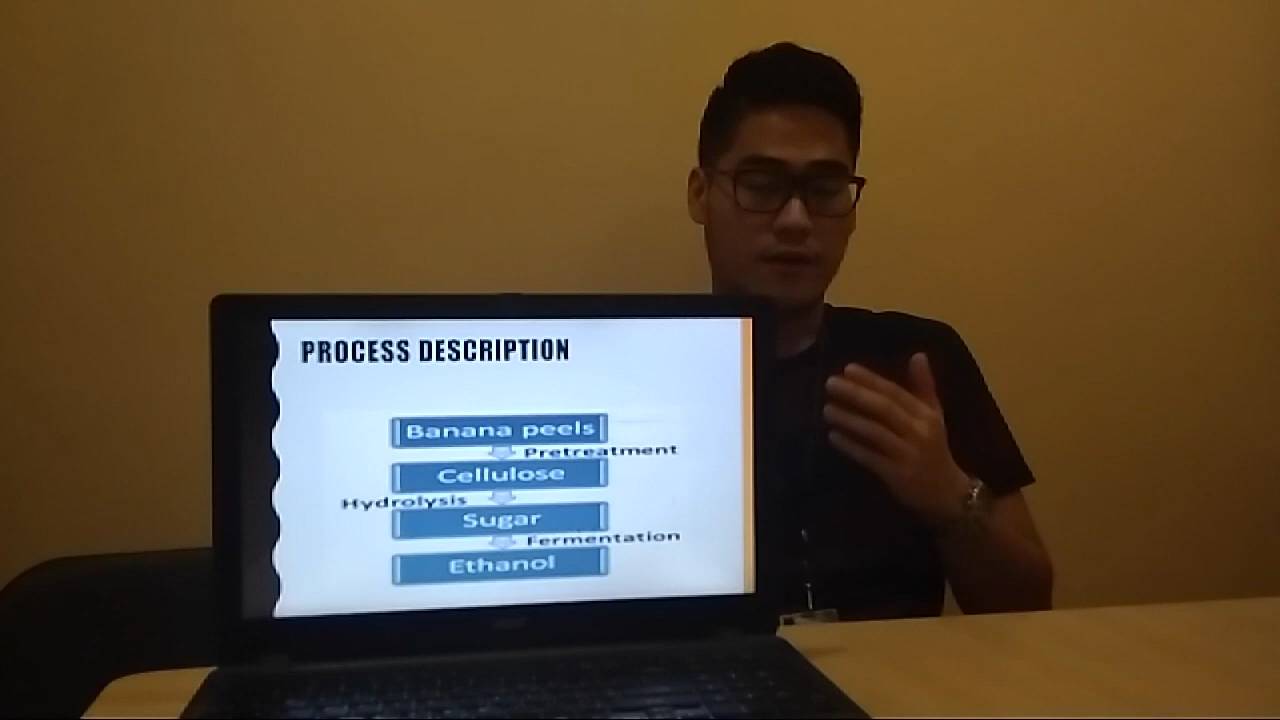 PROCESS DESCRIPTION
Banana peels
Pretreatment
Cellulose
Hydrolysis
Sugar
Fermentation
Ethanol